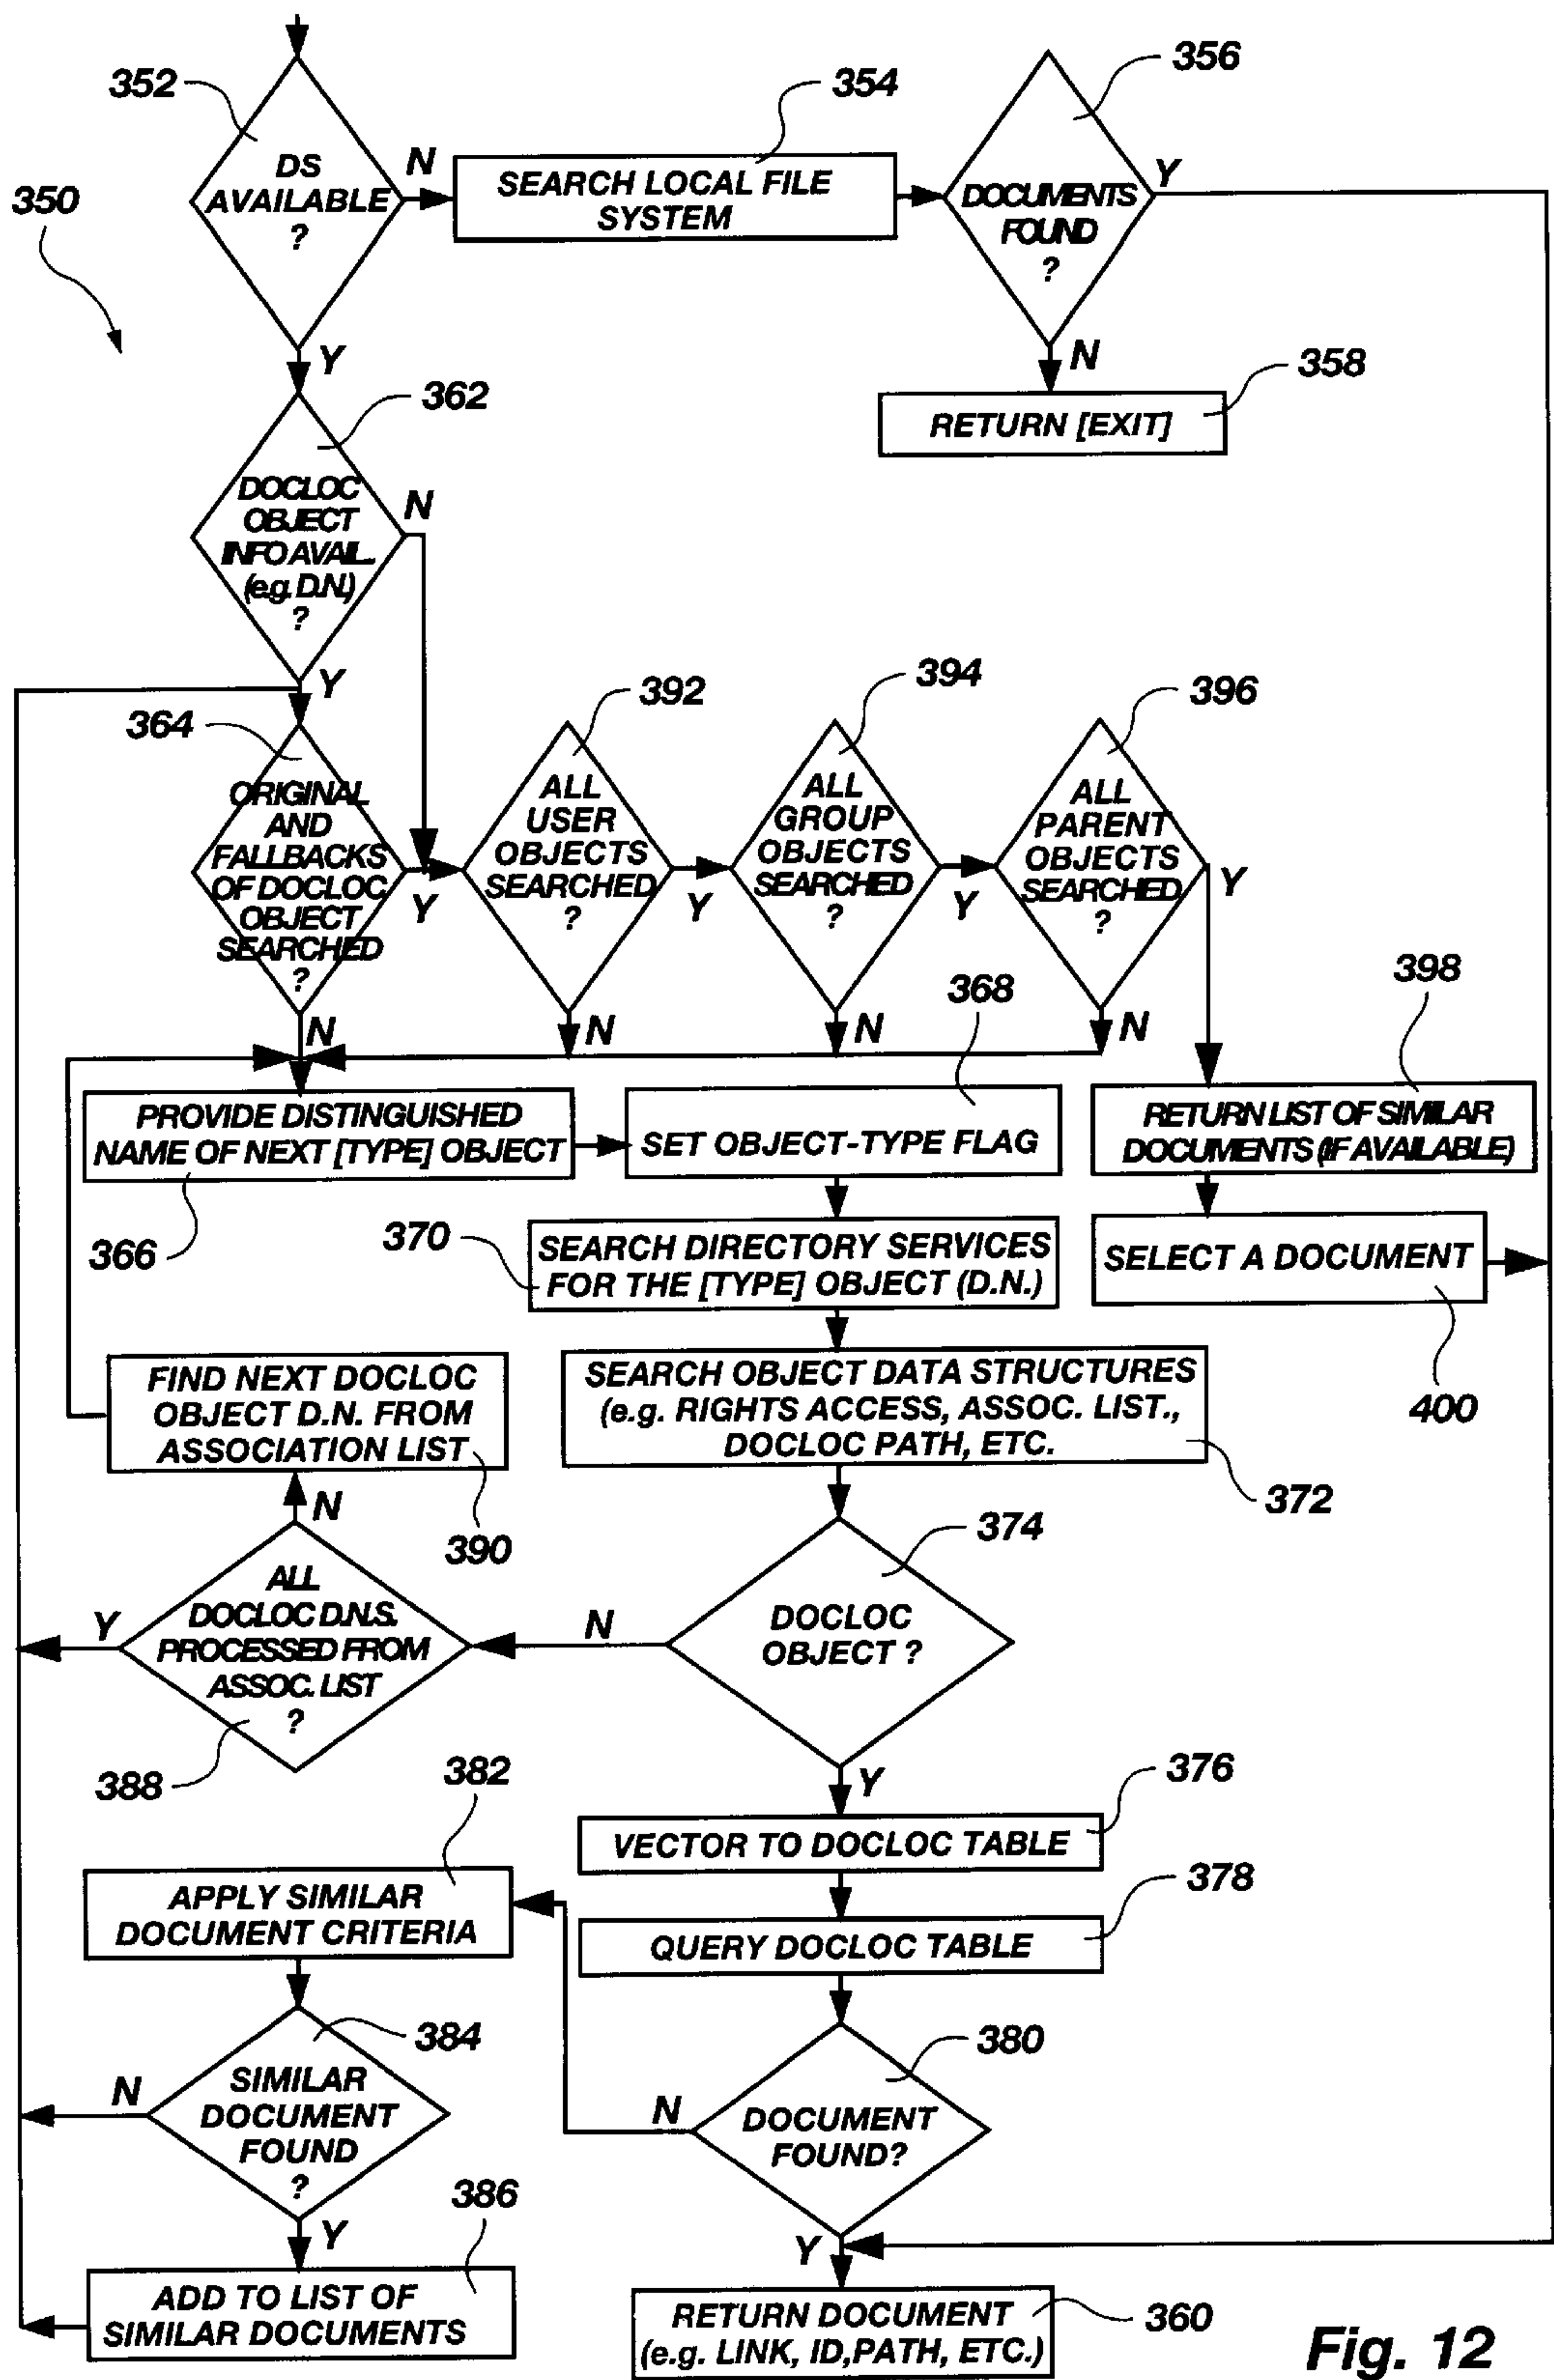 352
DS
AVAILABLE
?
N
Y
350
354
SEARCH LOCAL FILE
SYSTEM
356
DOCUMENTS
FOUND
?
Y
N
358
RETURN [EXIT]
362
DOCLOC
OBJECT
INFO AVAIL.
(e.g. D.N.)
?
N
Y
364
ORIGINAL
AND
FALLBACKS
OF DOCLOC
OBJECT
SEARCHED
?
Y
N
392
ALL
USER
OBJECTS
SEARCHED
?
Y
N
394
ALL
GROUP
OBJECTS
SEARCHED
?
Y
N
396
ALL
PARENT
OBJECTS
SEARCHED
?
Y
N
368
398
PROVIDE DISTINGUISHED
NAME OF NEXT [TYPE] OBJECT
366
SET OBJECT-TYPE FLAG
RETURN LIST OF SIMILAR
DOCUMENTS (IF AVAILABLE)
370
SEARCH DIRECTORY SERVICES
FOR THE [TYPE] OBJECT (D.N.)
SELECT A DOCUMENT
400
FIND NEXT DOCLOC
OBJECT D.N. FROM
ASSOCIATION LIST
390
SEARCH OBJECT DATA STRUCTURES
(e.g. RIGHTS ACCESS, ASSOC. LIST.,
DOCLOC PATH, ETC.
372
N
ALL
DOCLOC D.N.S.
PROCESSED FROM
ASSOC. LIST
?
Y
388
374
DOCLOC
OBJECT ?
N
Y
376
VECTOR TO DOCLOC TABLE
382
APPLY SIMILAR
DOCUMENT CRITERIA
378
QUERY DOCLOC TABLE
384
SIMILAR
DOCUMENT
FOUND
?
N
Y
380
DOCUMENT
FOUND?
N
Y
386
ADD TO LIST OF
SIMILAR DOCUMENTS
RETURN DOCUMENT
(e.g. LINK, ID,PATH, ETC.)
360
Fig. 12